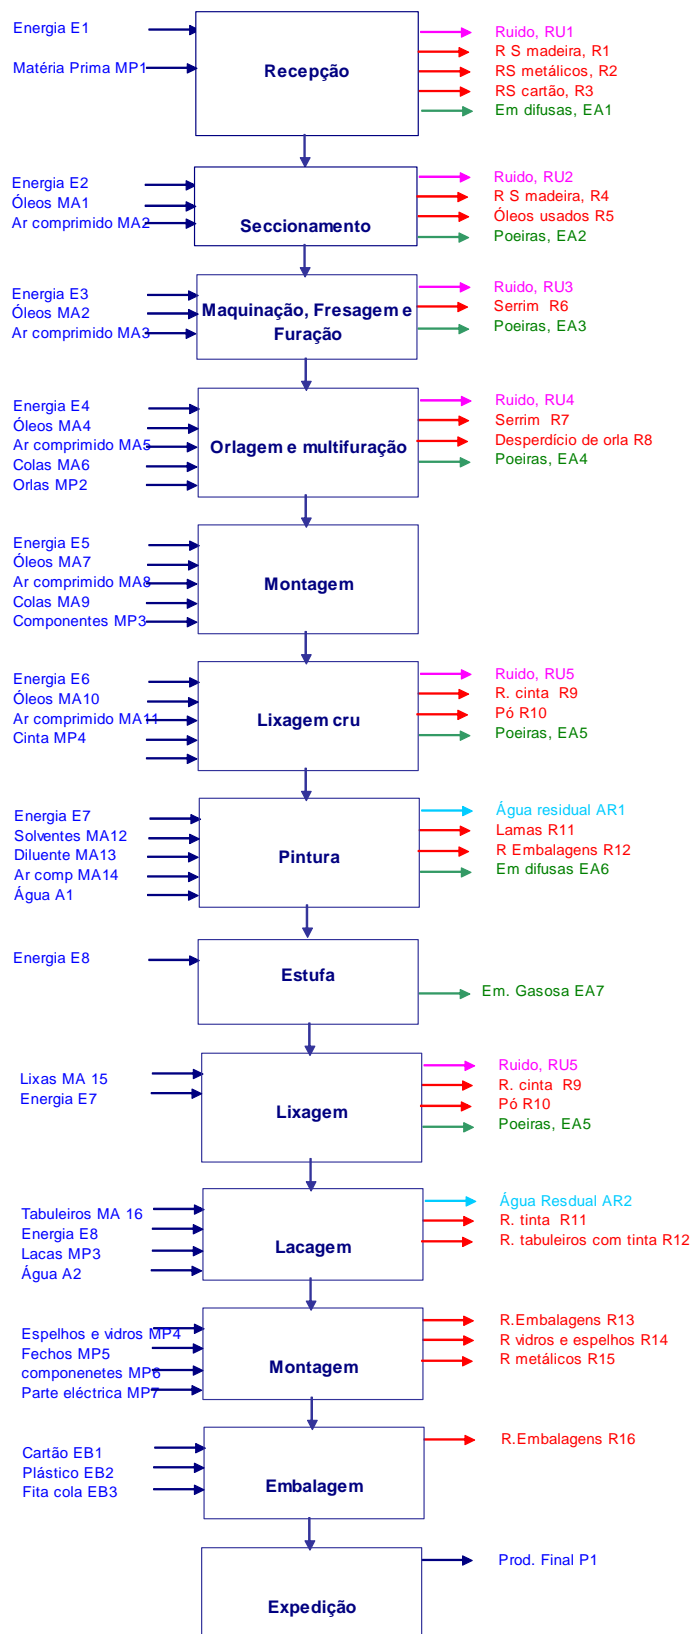 Energia E1
Matéria Prima MP1
Recepção
Ruido, RU1
R S madeira, R1
RS metálicos, R2
RS cartão, R3
Em difusas, EA1
Energia E2
Óleos MA1
Ar comprimido MA2
Seccionamento
Ruido, RU2
R S madeira, R4
Óleos usados R5
Poeiras, EA2
Energia E3
Óleos MA2
Ar comprimido MA3
Maquinação, Fresagem e
Furação
Ruido, RU3
Serrim R6
Poeiras, EA3
Energia E4
Óleos MA4
Ar comprimido MA5
Colas MA6
Orlas MP2
Orlagem e multifuração
Ruido, RU4
Serrim R7
Desperdício de orla R8
Poeiras, EA4
Energia E5
Óleos MA7
Ar comprimido MA8
Colas MA9
Componentes MP3
Montagem
Energia E6
Óleos MA10
Ar comprimido MA11
Cinta MP4
Lixagem cru
Ruido, RU5
R. cinta R9
Pó R10
Poeiras, EA5
Energia E7
Solventes MA12
Diluente MA13
Ar comp MA14
Água A1
Pintura
Água residual AR1
Lamas R11
R Embalagens R12
Em difusas EA6
Energia E8
Estufa
Em. Gasosa EA7
Lixas MA 15
Energia E7
Lixagem
Ruido, RU5
R. cinta R9
Pó R10
Poeiras, EA5
Tabuleiros MA 16
Energia E8
Lacas MP3
Água A2
Lacagem
Água Resdual AR2
R. tinta R11
R. tabuleiros com tinta R12
Espelhos e vidros MP4
Fechos MP5
componenetes MP6
Parte eléctrica MP7
Montagem
R.Embalagens R13
R vidros e espelhos R14
R metálicos R15
Cartão EB1
Plástico EB2
Fita cola EB3
Embalagem
R.Embalagens R16
Expedição
Prod. Final P1